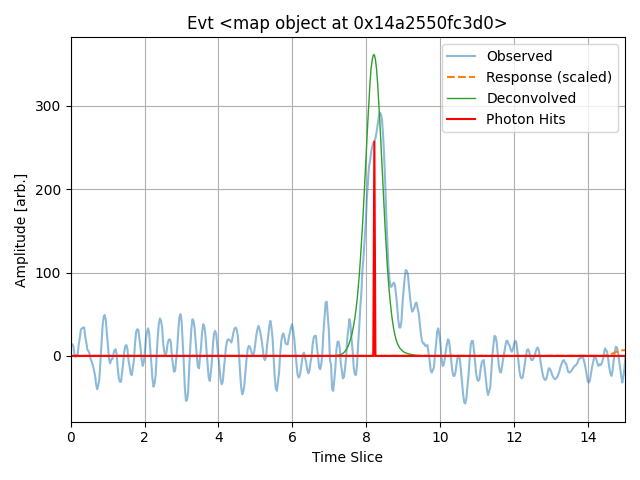 Evt <map object at 0x14a2550fc3d0>
Observed
Response (scaled)
Deconvolved
Photon Hits
Amplitude [arb.]
300
200
100
0
0 2 4 6 8 10 12 14
Time Slice